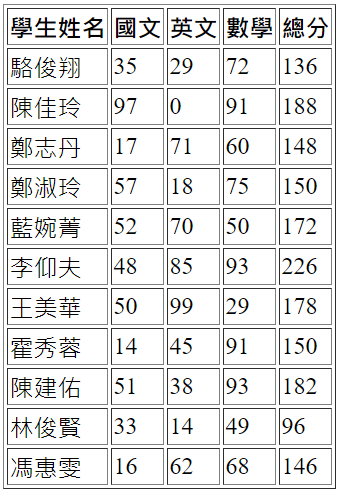 學生姓名 國文 英文 數學 總分
駱俊翔 35 29 72 136
陳佳玲 97 0 91 188
鄭志丹 17 71 60 148
鄭淑玲 57 18 75 150
藍婉菁 52 70 50 172
李仰夫 48 85 93 226
王美華 50 99 29 178
霍秀蓉 14 45 91 150
陳建佑 51 38 93 182
林俊賢 33 14 49 96
馮惠雯 16 62 68 146